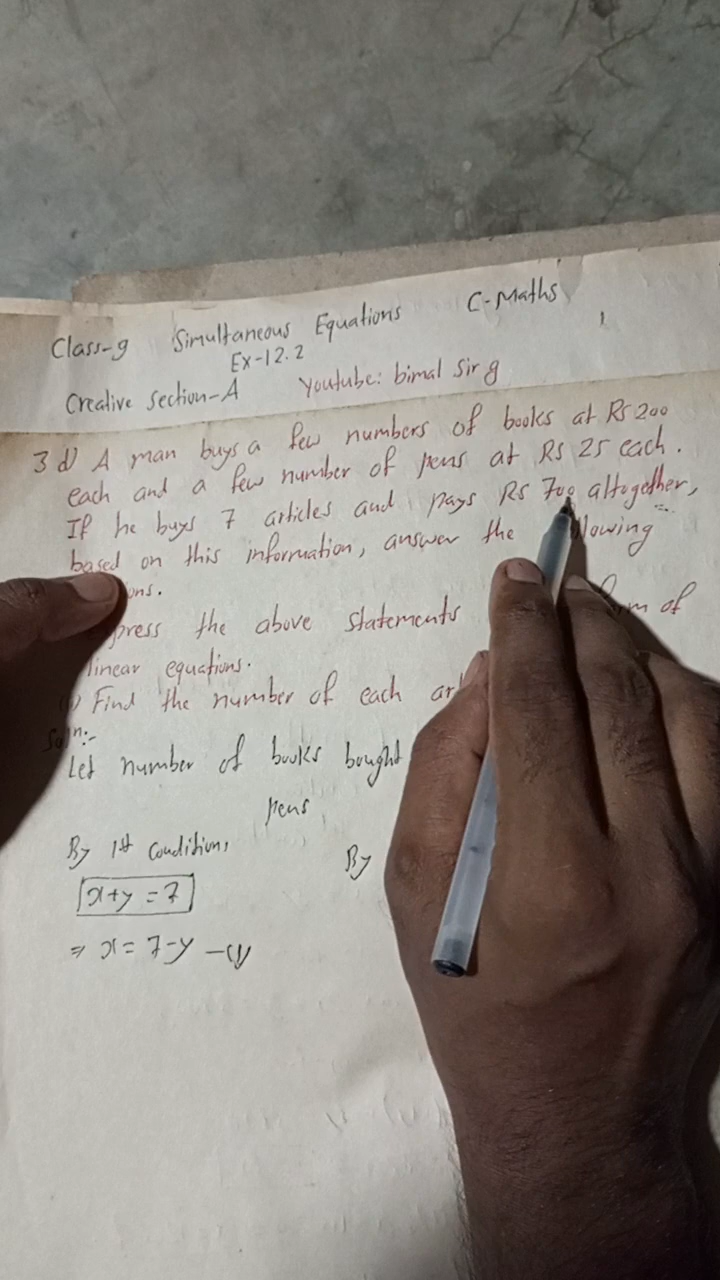 Class-9 Simultaneous Equations C-Maths
Ex-12.2
Creative section-A Youtube: bimal sir g
3 d) A man buys a few numbers of books at Rs 200
each and a few number of pens at Rs 25 each.
If he buys 7 articles and pays Rs 700 altogether,
based on this information, answer the
the above statements of
linear equations.
Find the number of each
Soln:-
Let number of books bought
pens
By 1st condition, By
x+y = 7
⇒ x = 7-y